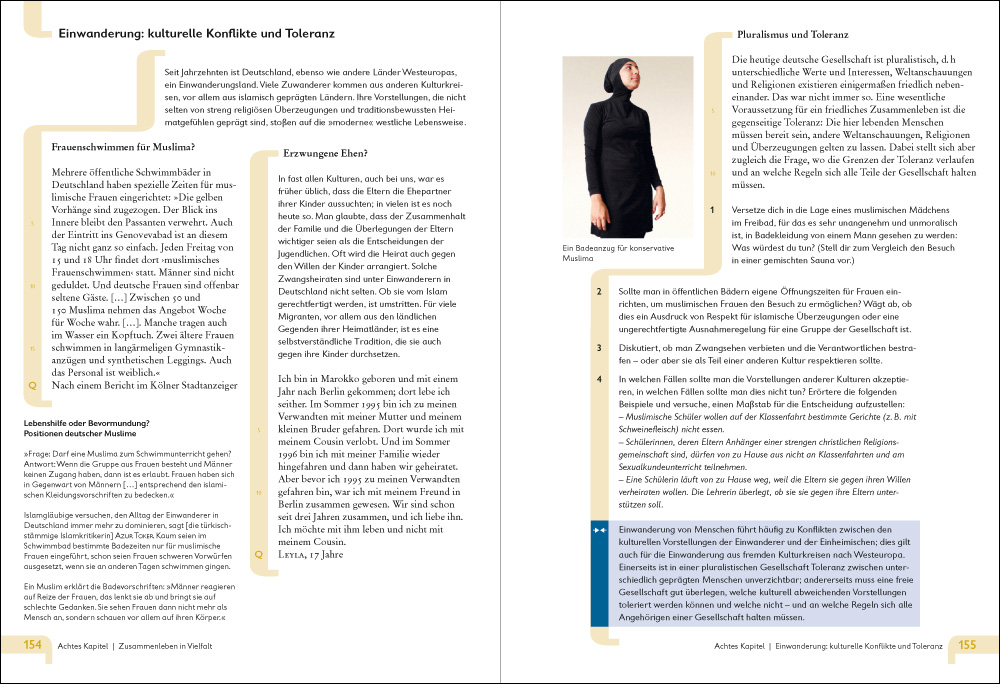 Einwanderung: kulturelle Konflikte und Toleranz
Seit Jahrzehnten ist Deutschland, ebenso wie andere Länder Westeuropas,
ein Einwanderungsland. Viele Zuwanderer kommen aus anderen Kulturkrei-
sen, vor allem aus islamisch geprägten Ländern. Ihre Vorstellungen, die nicht
selten von streng religiösen Überzeugungen und traditionsbewussten Hei-
matgefühlen geprägt sind, stoßen auf die »moderne« westliche Lebensweise.
Frauenschwimmen für Muslima?
Mehrere öffentliche Schwimmbäder in
Deutschland haben spezielle Zeiten für mus-
limische Frauen eingerichtet: »Die gelben
Vorhänge sind zugezogen. Der Blick ins
5 Innere bleibt den Passanten verwehrt. Auch
der Eintritt ins Genovevabad ist an diesem
Tag nicht ganz so einfach. Jeden Freitag von
15 und 18 Uhr findet dort ›muslimisches
Frauenschwimmen‹ statt. Männer sind nicht
10 geduldet. Und deutsche Frauen sind offenbar
seltene Gäste. […] Zwischen 50 und
150 Muslima nehmen das Angebot Woche
für Woche wahr. […]. Manche tragen auch
im Wasser ein Kopftuch. Zwei ältere Frauen
15 schwimmen in langärmeligen Gymnastik-
anzügen und synthetischen Leggings. Auch
das Personal ist weiblich.«
Q Nach einem Bericht im Kölner Stadtanzeiger
Lebenshilfe oder Bevormundung?
Positionen deutscher Muslime
»Frage: Darf eine Muslima zum Schwimmunterricht gehen?
Antwort: Wenn die Gruppe aus Frauen besteht und Männer
keinen Zugang haben, dann ist es erlaubt. Frauen haben sich
in Gegenwart von Männern […] entsprechend den islami-
schen Kleidungsvorschriften zu bedecken.«
Islamgläubige versuchen, den Alltag der Einwanderer in
Deutschland immer mehr zu dominieren, sagt [die türkisch-
stämmige Islamkritikerin] AZUR TOKER. Kaum seien im
Schwimmbad bestimmte Badezeiten nur für muslimische
Frauen eingeführt, schon seien Frauen schweren Vorwürfen
ausgesetzt, wenn sie an anderen Tagen schwimmen gingen.
Ein Muslim erklärt die Badevorschriften: »Männer reagieren
auf Reize der Frauen, das lenkt sie ab und bringt sie auf
schlechte Gedanken. Sie sehen Frauen dann nicht mehr als
Mensch an, sondern schauen vor allem auf ihren Körper.«
Erzwungene Ehen?
In fast allen Kulturen, auch bei uns, war es
früher üblich, dass die Eltern die Ehepartner
ihrer Kinder aussuchten; in vielen ist es noch
heute so. Man glaubte, dass der Zusammenhalt
der Familie und die Überlegungen der Eltern
wichtiger seien als die Entscheidungen der
Jugendlichen. Oft wird die Heirat auch gegen
den Willen der Kinder arrangiert. Solche
Zwangsheiraten sind unter Einwanderern in
Deutschland nicht selten. Ob sie vom Islam
gerechtfertigt werden, ist umstritten. Für viele
Migranten, vor allem aus den ländlichen
Gegenden ihrer Heimatländer, ist es eine
selbstverständliche Tradition, die sie auch
gegen ihre Kinder durchsetzen.
Ich bin in Marokko geboren und mit einem
Jahr nach Berlin gekommen; dort lebe ich
seither. Im Sommer 1995 bin ich zu meinen
Verwandten mit meiner Mutter und meinem
5 kleinen Bruder gefahren. Dort wurde ich mit
meinem Cousin verlobt. Und im Sommer
1996 bin ich mit meiner Familie wieder
hingefahren und dann haben wir geheiratet.
Aber bevor ich 1995 zu meinen Verwandten
10 gefahren bin, war ich mit meinem Freund in
Berlin zusammen gewesen. Wir sind schon
seit drei Jahren zusammen, und ich liebe ihn.
Ich möchte mit ihm leben und nicht mit
meinem Cousin.
Q LEYLA, 17 Jahre
154 Achtes Kapitel | Zusammenleben in Vielfalt
Ein Badeanzug für konservative
Muslima
Pluralismus und Toleranz
Die heutige deutsche Gesellschaft ist pluralistisch, d. h
unterschiedliche Werte und Interessen, Weltanschauungen
und Religionen existieren einigermaßen friedlich neben-
einander. Das war nicht immer so. Eine wesentliche
5 Voraussetzung für ein friedliches Zusammenleben ist die
gegenseitige Toleranz: Die hier lebenden Menschen
müssen bereit sein, andere Weltanschauungen, Religionen
und Überzeugungen gelten zu lassen. Dabei stellt sich aber
zugleich die Frage, wo die Grenzen der Toleranz verlaufen
10 und an welche Regeln sich alle Teile der Gesellschaft halten
müssen.
1 Versetze dich in die Lage eines muslimischen Mädchens
im Freibad, für das es sehr unangenehm und unmoralisch
ist, in Badekleidung von einem Mann gesehen zu werden:
Was würdest du tun? (Stell dir zum Vergleich den Besuch
in einer gemischten Sauna vor.)
2 Sollte man in öffentlichen Bädern eigene Öffnungszeiten für Frauen ein-
richten, um muslimischen Frauen den Besuch zu ermöglichen? Wägt ab, ob
dies ein Ausdruck von Respekt für islamische Überzeugungen oder eine
ungerechtfertigte Ausnahmeregelung für eine Gruppe der Gesellschaft ist.
3 Diskutiert, ob man Zwangsehen verbieten und die Verantwortlichen bestra-
fen – oder aber sie als Teil einer anderen Kultur respektieren sollte.
4 In welchen Fällen sollte man die Vorstellungen anderer Kulturen akzeptie-
ren, in welchen Fällen sollte man dies nicht tun? Erörtere die folgenden
Beispiele und versuche, einen Maßstab für die Entscheidung aufzustellen:
– Muslimische Schüler wollen auf der Klassenfahrt bestimmte Gerichte (z. B. mit
Schweinefleisch) nicht essen.
– Schülerinnen, deren Eltern Anhänger einer strengen christlichen Religions-
gemeinschaft sind, dürfen von zu Hause aus nicht an Klassenfahrten und am
Sexualkundeunterricht teilnehmen.
– Eine Schülerin läuft von zu Hause weg, weil die Eltern sie gegen ihren Willen
verheiraten wollen. Die Lehrerin überlegt, ob sie sie gegen ihre Eltern unter-
stützen soll.
Einwanderung von Menschen führt häufig zu Konflikten zwischen den
kulturellen Vorstellungen der Einwanderer und der Einheimischen; dies gilt
auch für die Einwanderung aus fremden Kulturkreisen nach Westeuropa.
Einerseits ist in einer pluralistischen Gesellschaft Toleranz zwischen unter-
schiedlich geprägten Menschen unverzichtbar; andererseits muss eine freie
Gesellschaft gut überlegen, welche kulturell abweichenden Vorstellungen
toleriert werden können und welche nicht – und an welche Regeln sich alle
Angehörigen einer Gesellschaft halten müssen.
Achtes Kapitel | Einwanderung: kulturelle Konflikte und Toleranz 155